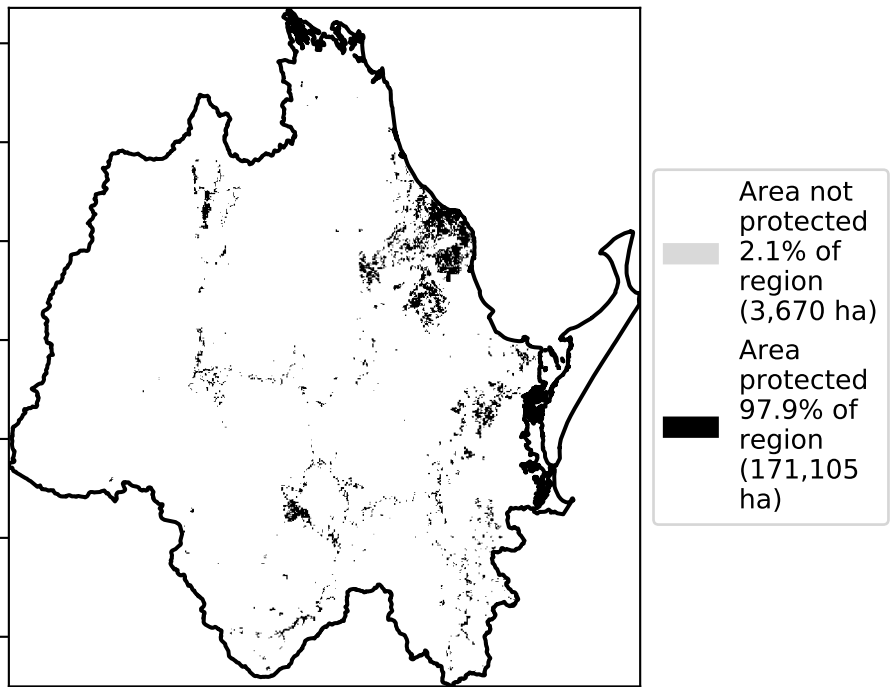 Area not
protected
2.1% of
region
(3,670 ha)
Area
protected
97.9% of
region
(171,105
ha)